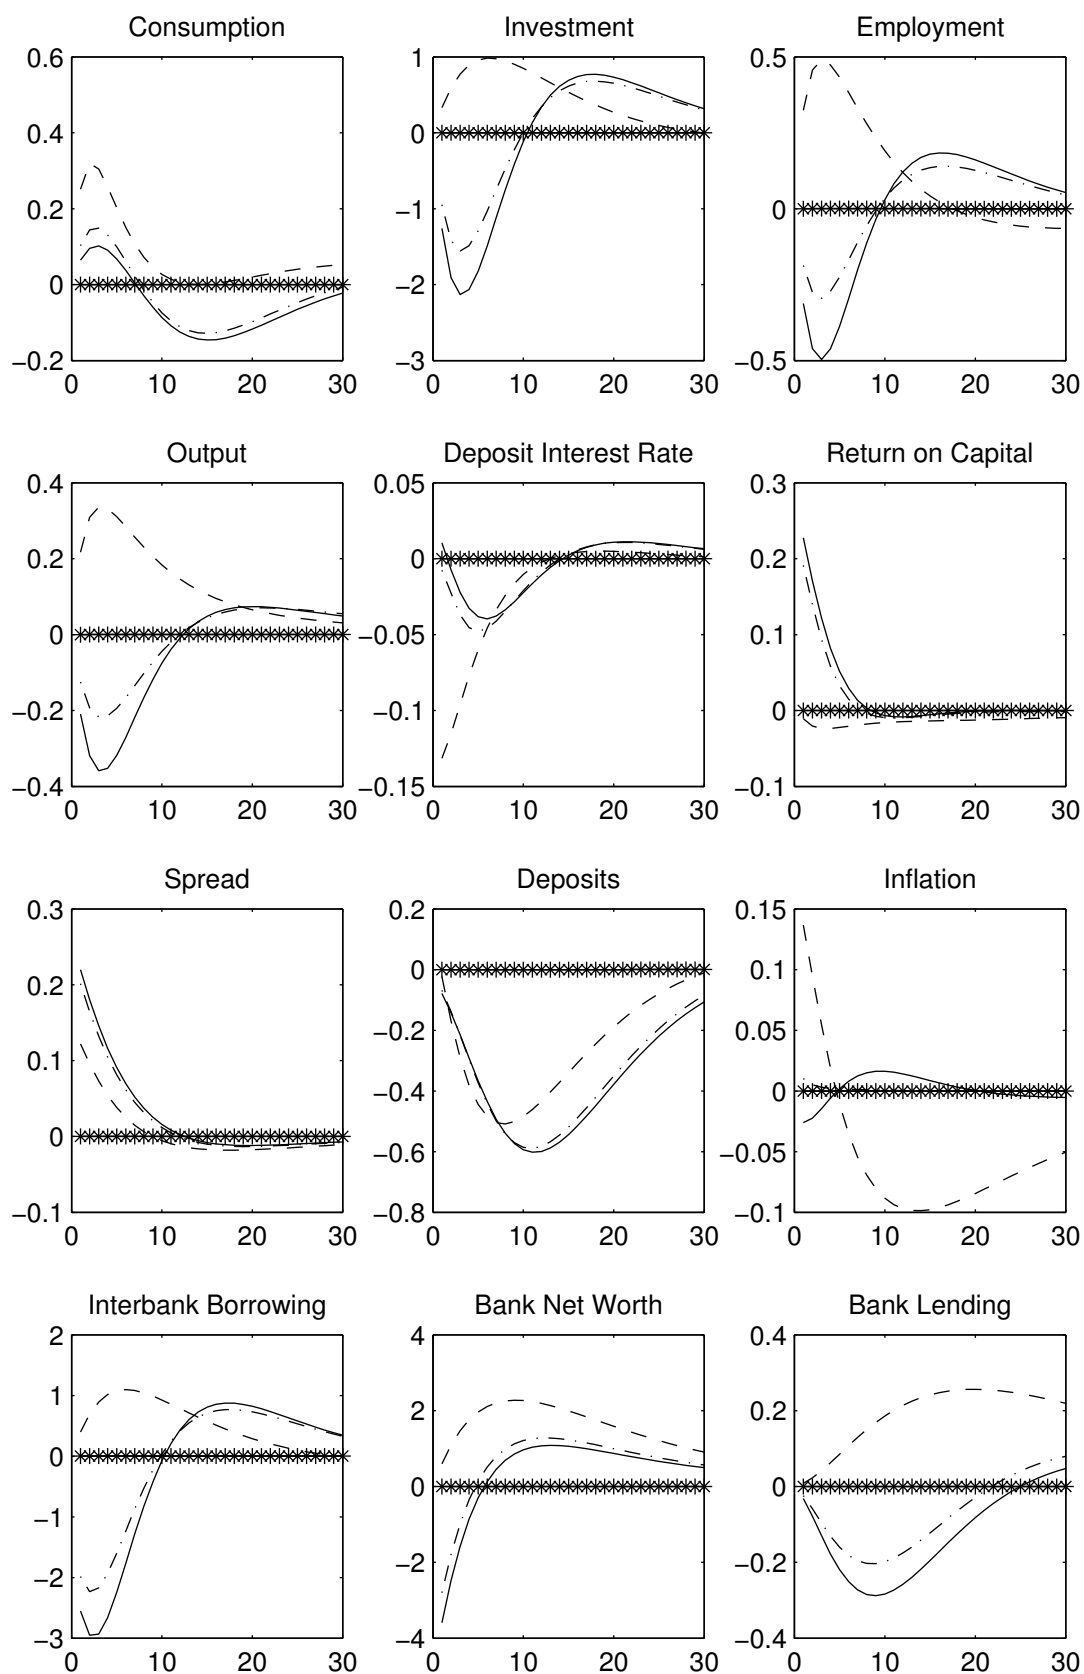 Consumption Investment Employment
0.6 1 0.5
0.4 0
0.2 −1 0
0 −2
−0.2 −3 −0.5
0 10 20 30 0 10 20 30 0 10 20 30
Output Deposit Interest Rate Return on Capital
0.4 0.05 0.3
0.2 0 0.2
0 −0.05 0.1
−0.2 −0.1 0
−0.4 −0.15 −0.1
0 10 20 30 0 10 20 30 0 10 20 30
Spread Deposits Inflation
0.3 0.2 0.15
0.2 0 0.1
0.1 −0.2 0.05
0 −0.4 0
−0.1 −0.6 −0.05
−0.8 −0.1
0 10 20 30 0 10 20 30 0 10 20 30
Interbank Borrowing Bank Net Worth Bank Lending
2 4 0.4
1 2 0.2
0 0 0
−1 −2 −0.2
−2 −4 −0.4
−3
0 10 20 30 0 10 20 30 0 10 20 30